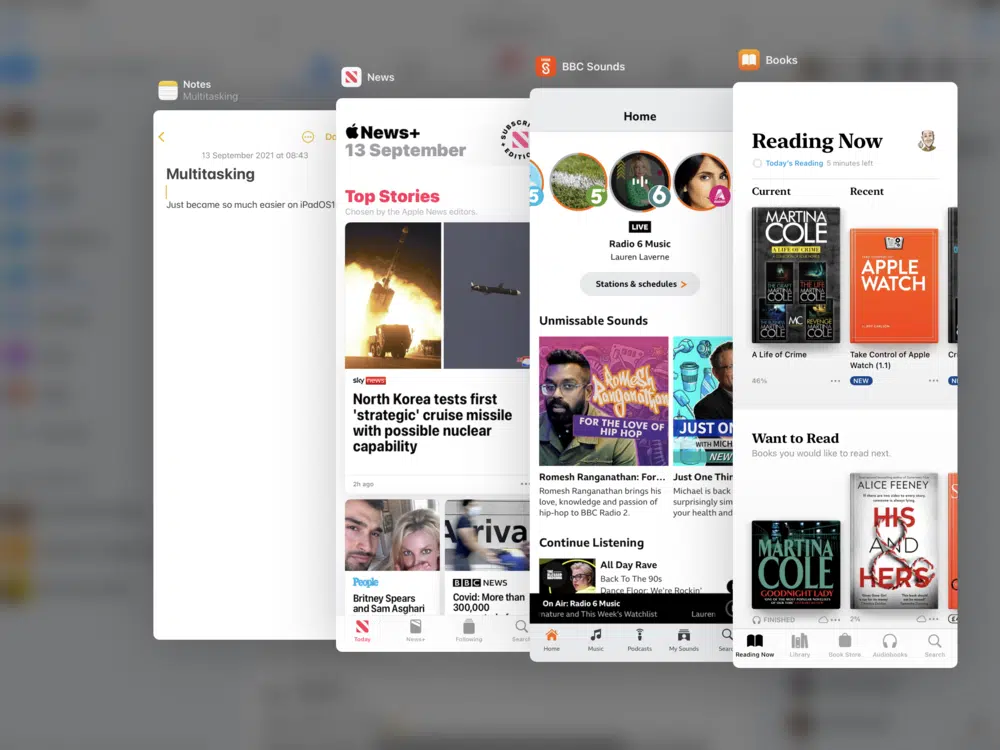 Notes
Multitasking
Do
13 September 2021 at 08:43
Multitasking
Just became so much easier on iPadOS1
News
News+
13 September
SUBSCR
EDITIO
Top Stories
Chosen by the Apple News editors.
sky news
North Korea tests first
'strategic' cruise missile
with possible nuclear
capability
2h ago
Arriva
People
Britney Spears
and Sam Asghari
BBC NEWS
Covid: More than
300,000
Today
News+
Following
Search
BBC Sounds
Home
5
5
6
LIVE
Radio 6 Music
Lauren Laverne
Stations & schedules >
Unmissable Sounds
Romesh
Ranganathan
FOR THE LOVE OF
HIP HOP
JUST ON
WITH MICH
NEW
Romesh Ranganathan: For...
Romesh Ranganathan brings his
love, knowledge and passion of
hip-hop to BBC Radio 2.
Just One Thi
Michael is back
surprisingly sim
your health and
Continue Listening
All Day Rave
Back To The 90s
Dance Floor: We're Rockin'
On Air: Radio 6 Music
nature and This Week's Watchlist
Lauren
Home
Music
Podcasts
My Sounds
Sear
Books
Reading Now
Today's Reading 5 minutes left
Current
Recent
MARTINA
COLE
A LIFE OF CRIME
THE GRAFT
MARTINA
COLE
THE LIFE
MARTINA
COLE
MARTINA
COLE
MC
REVENGE
MARTINA
COLE
APPLE
WATCH
A Life of Crime
Take Control of Apple
Watch (1.1)
Cr
46%
NEW
N
Want to Read
Books you would like to read next.
MARTINA
COLE
GOODNIGHT LADY
ALICE FEENEY
HIS
AND
HERS
&
FINISHED
2%
Reading Now
Library
Book Store
Audiobooks
Search